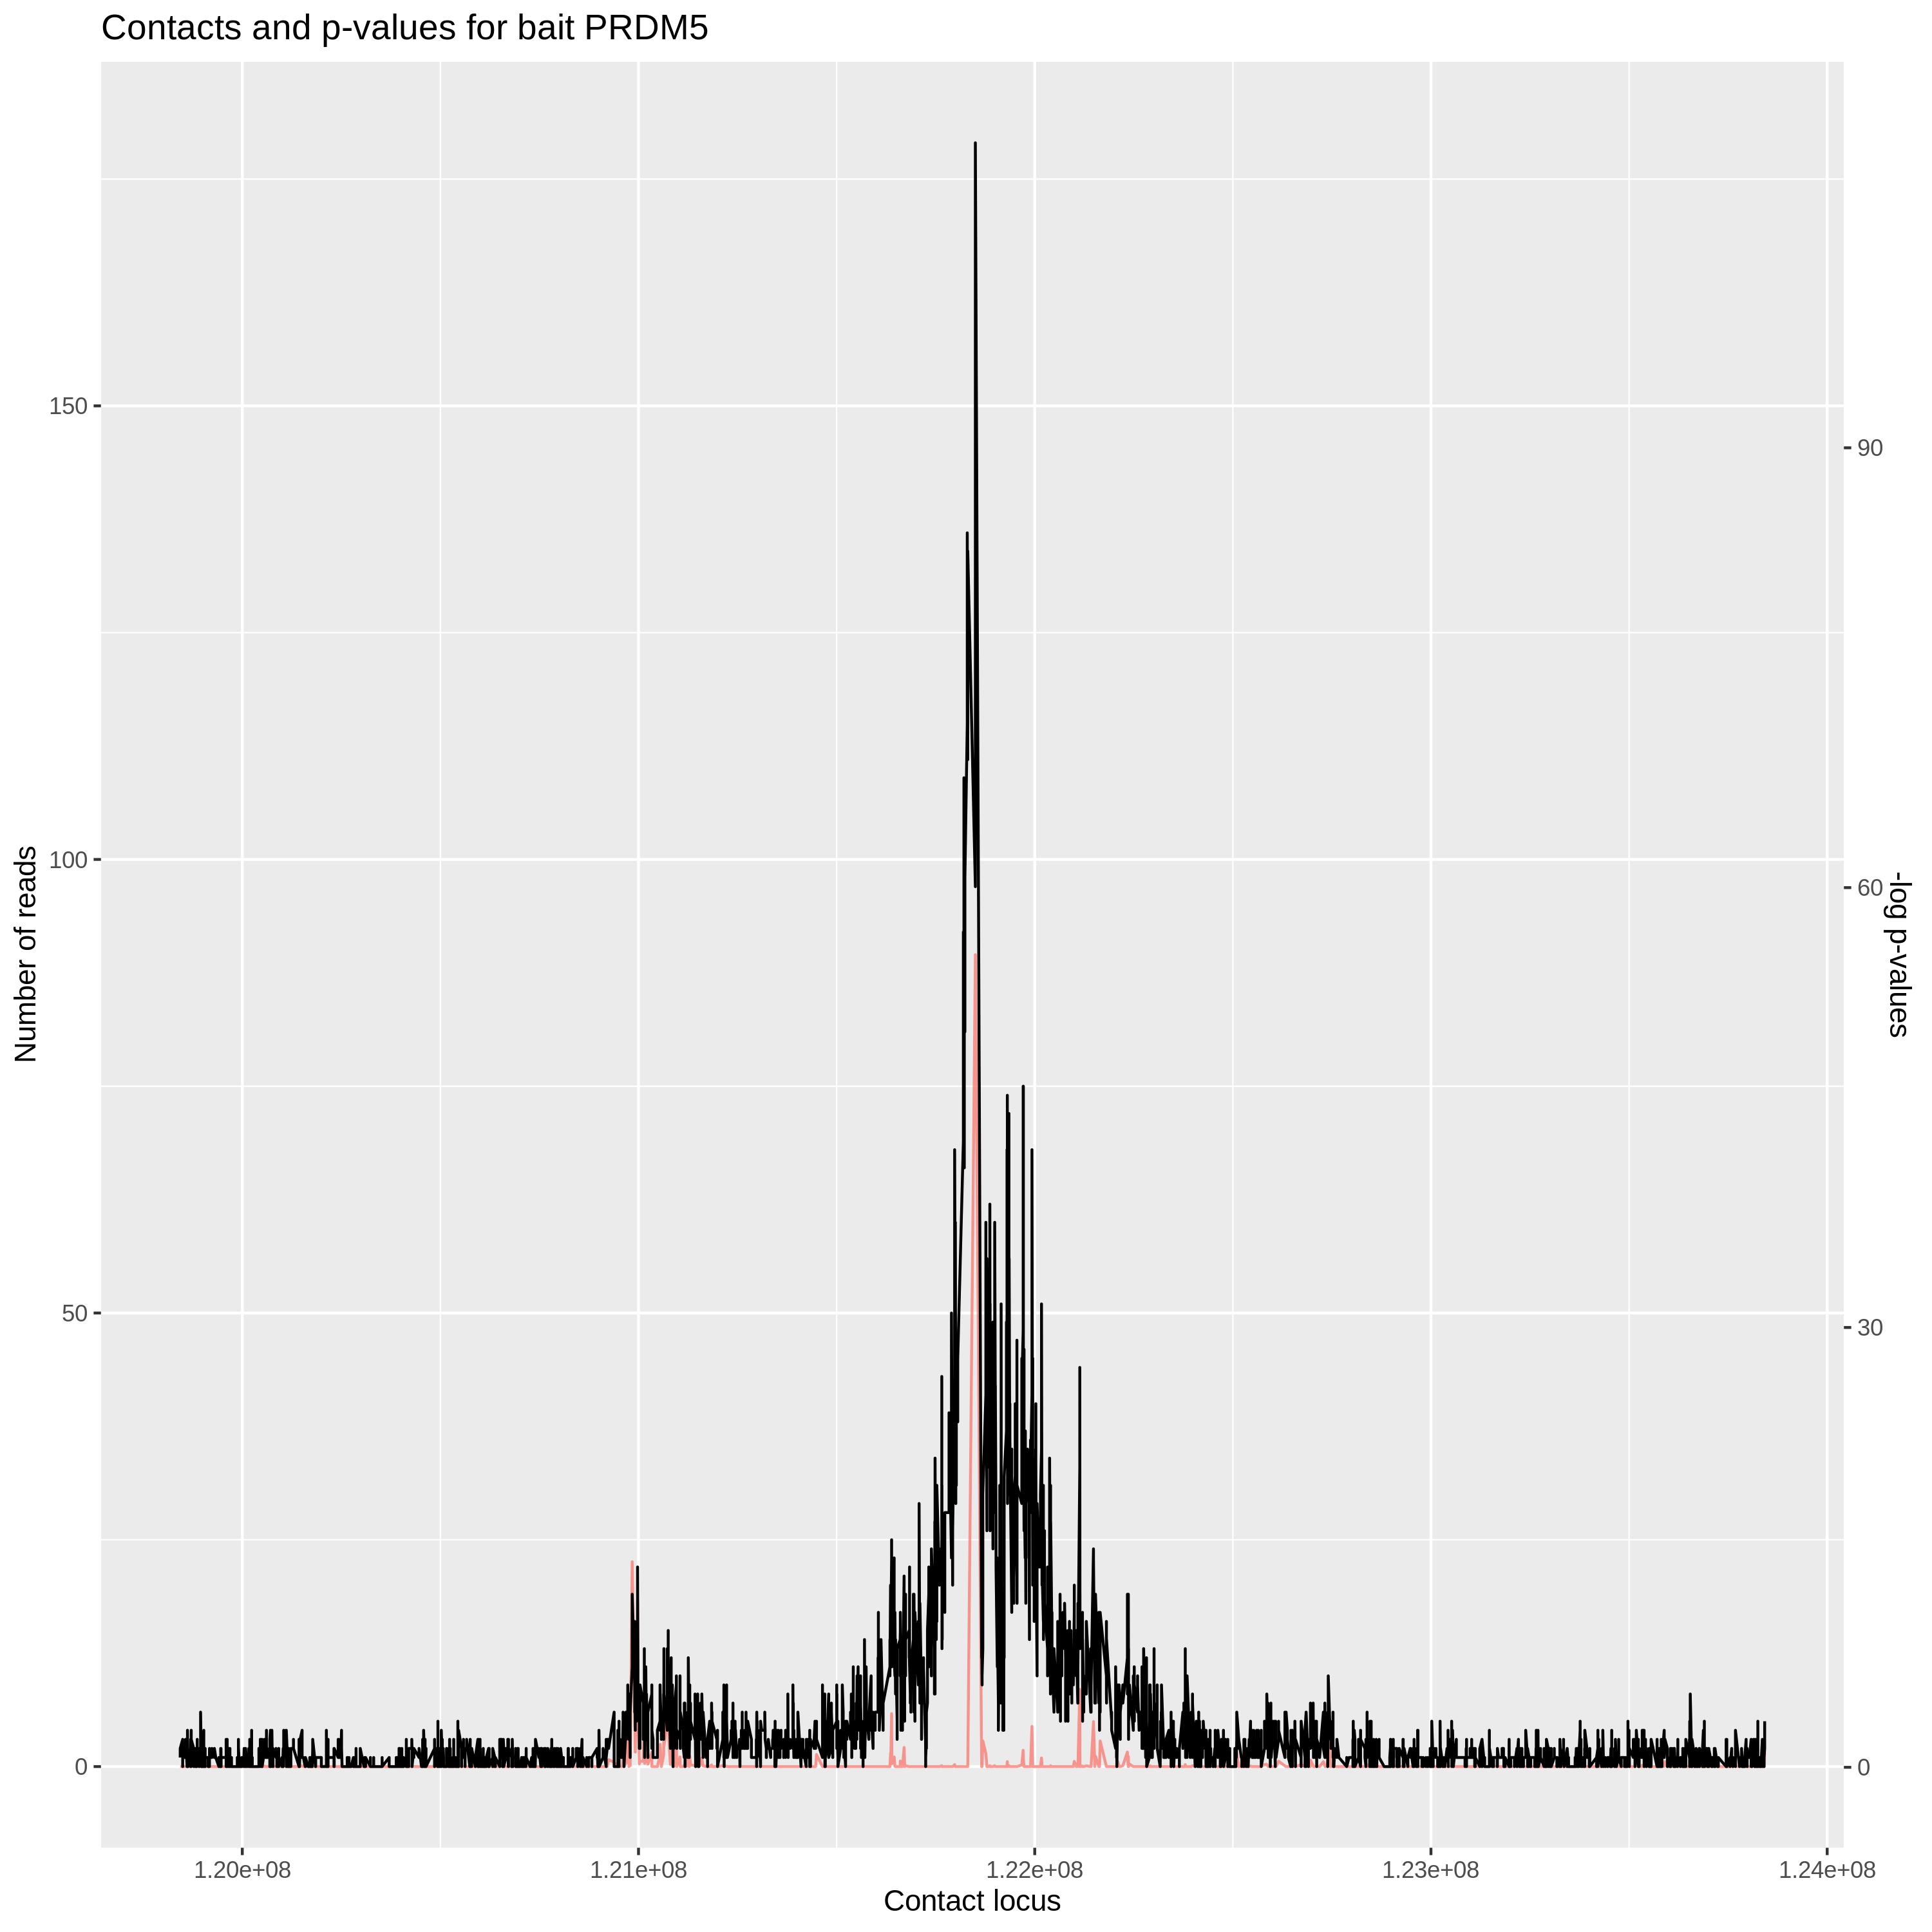 Contacts and p-values for bait PRDM5
Number of reads
150
100
50
0
90
60
30
0
-log p-values
1.20e+08
1.21e+08
1.22e+08
1.23e+08
1.24e+08
Contact locus